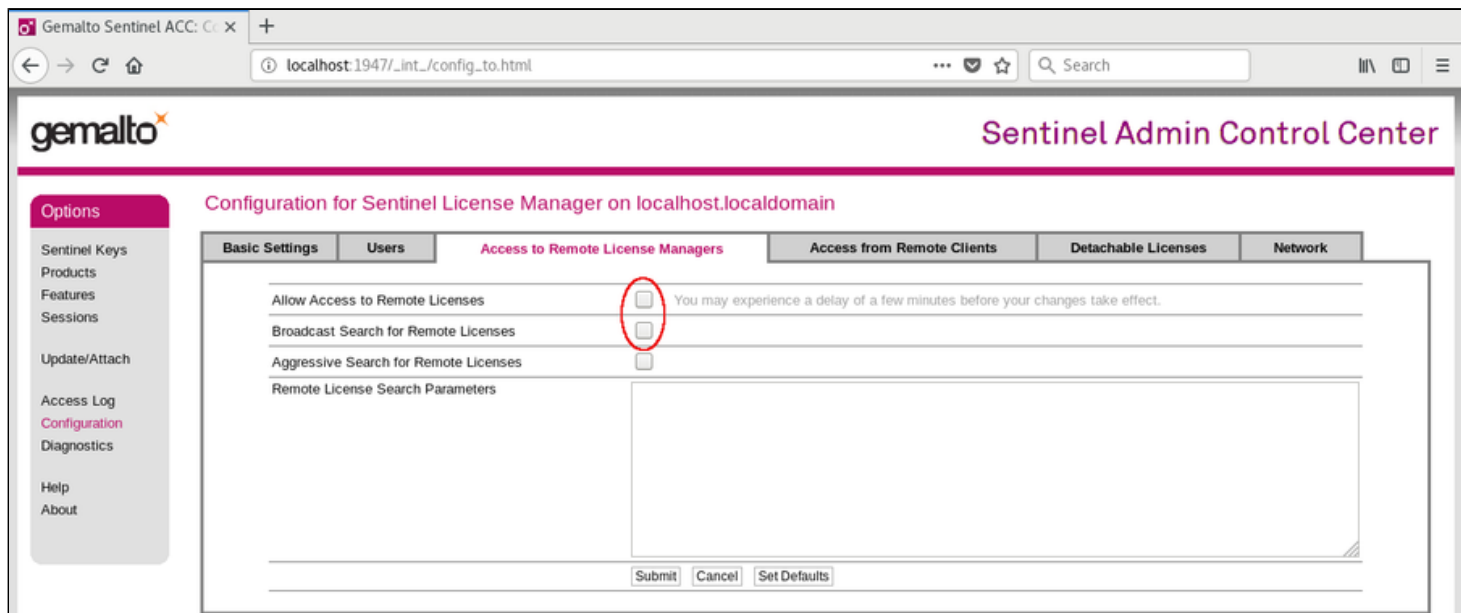 Gemalto Sentinel ACC: Co
localhost:1947/_int_/config_to.html
Search
gemalto
Sentinel Admin Control Center
Options
Sentinel Keys
Products
Features
Sessions
Update/Attach
Access Log
Configuration
Diagnostics
Help
About
Configuration for Sentinel License Manager on localhost.localdomain
Basic Settings Users Access to Remote License Managers Access from Remote Clients Detachable Licenses Network
Allow Access to Remote Licenses You may experience a delay of a few minutes before your changes take effect.
Broadcast Search for Remote Licenses
Aggressive Search for Remote Licenses
Remote License Search Parameters
Submit Cancel Set Defaults